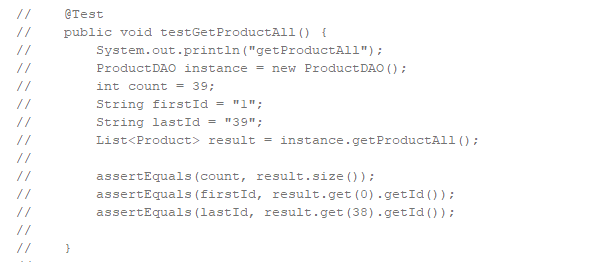 //    @Test
//    public void testGetProductAll() {
//        System.out.println("getProductAll");
//        ProductDAO instance = new ProductDAO();
//        int count = 39;
//        String firstId = "1";
//        String lastId = "39";
//        List<Product> result = instance.getProductAll();
//
//        assertEquals(count, result.size());
//        assertEquals(firstId, result.get(0).getId());
//        assertEquals(lastId, result.get(38).getId());
//
//    }